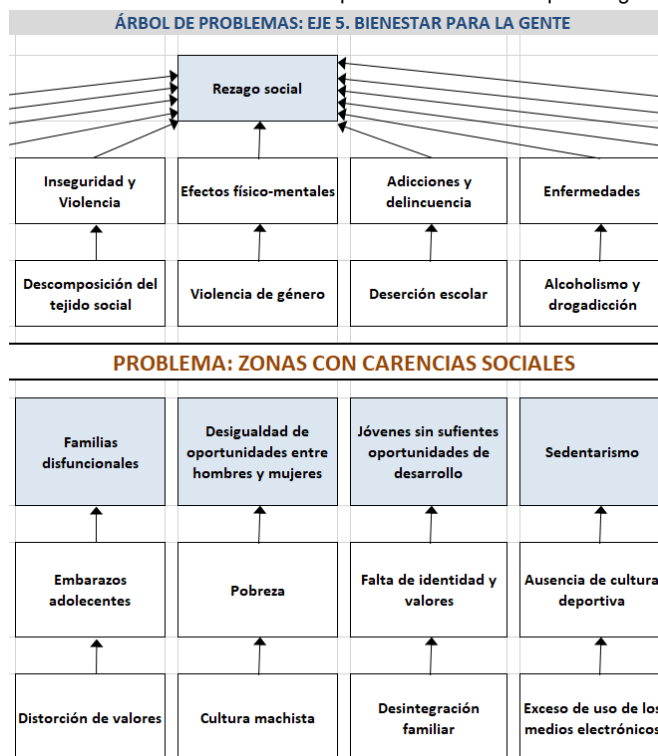 ÁRBOL DE PROBLEMAS: EJE 5. BIENESTAR PARA LA GENTE
Rezago social
Inseguridad y
Violencia
Efectos físico-mentales
Adicciones y
delincuencia
Enfermedades
Descomposición del
tejido social
Violencia de género
Deserción escolar
Alcoholismo y
drogadicción
PROBLEMA: ZONAS CON CARENCIAS SOCIALES
Familias
disfuncionales
Desigualdad de
oportunidades entre
hombres y mujeres
Jóvenes sin sufientes
oportunidades de
desarrollo
Sedentarismo
Embarazos
adolecentes
Pobreza
Falta de identidad y
valores
Ausencia de cultura
deportiva
Distorción de valores
Cultura machista
Desintegración
familiar
Exceso de uso de los
medios electrónicos